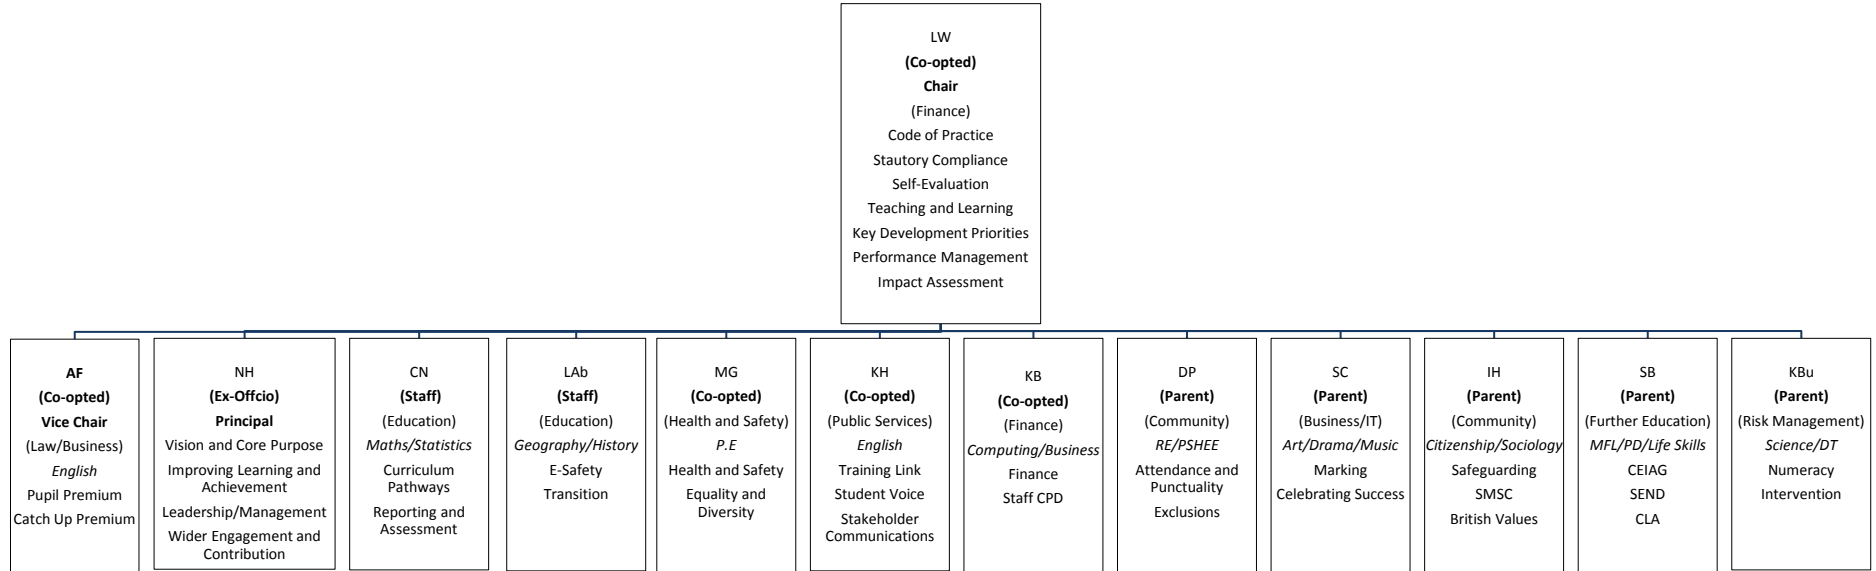 LW
(Co-opted)
Chair
(Finance)
Code of Practice
Stautory Compliance
Self-Evaluation
Teaching and Learning
Key Development Priorities
Performance Management
Impact Assessment
AF
(Co-opted)
Vice Chair
(Law/Business)
English
Pupil Premium
Catch Up Premium
NH
(Ex-Offcio)
Principal
Vision and Core Purpose
Improving Learning and
Achievement
Leadership/Management
Wider Engagement and
Contribution
CN
(Staff)
(Education)
Maths/Statistics
Curriculum
Pathways
Reporting and
Assessment
LAb
(Staff)
(Education)
Geography/History
E-Safety
Transition
MG
(Co-opted)
(Health and Safety)
P.E
Health and Safety
Equality and
Diversity
KH
(Co-opted)
(Public Services)
English
Training Link
Student Voice
Stakeholder
Communications
KB
(Co-opted)
(Finance)
Computing/Business
Finance
Staff CPD
DP
(Parent)
(Community)
RE/PSHEE
Attendance and
Punctuality
Exclusions
SC
(Parent)
(Business/IT)
Art/Drama/Music
Marking
Celebrating Success
IH
(Parent)
(Community)
Citizenship/Sociology
Safeguarding
SMSC
British Values
SB
(Parent)
(Further Education)
MFL/PD/Life Skills
CEIAG
SEND
CLA
KBu
(Parent)
(Risk Management)
Science/DT
Numeracy
Intervention